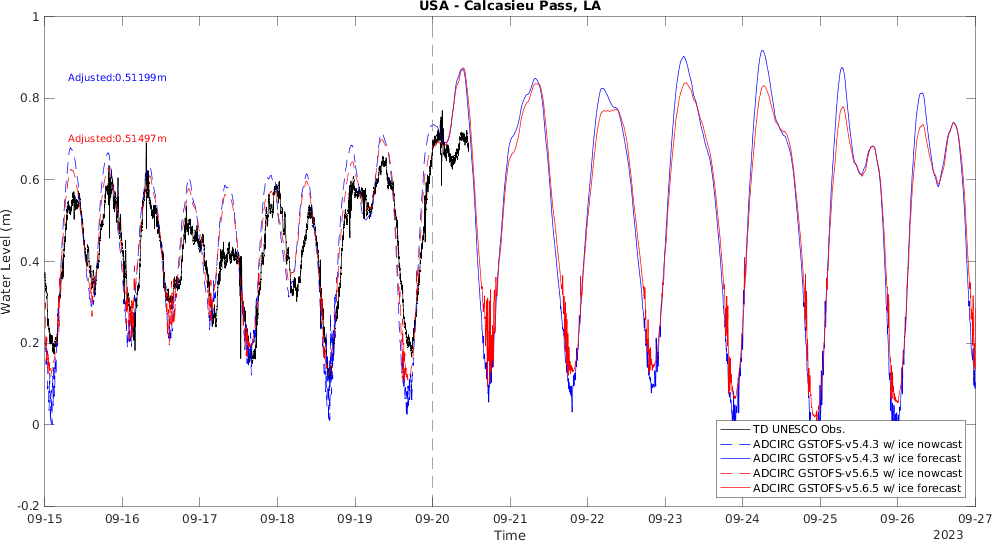 USA - Calcasieu Pass, LA
1
0.8
0.6
0.4
0.2
0
-0.2
Water Level (m)
Adjusted:0.51199m
Adjusted:0.51497m
TD UNESCO Obs.
ADCIRC GSTOFS-v5.4.3 w/ ice nowcast
ADCIRC GSTOFS-v5.4.3 w/ ice forecast
ADCIRC GSTOFS-v5.6.5 w/ ice nowcast
ADCIRC GSTOFS-v5.6.5 w/ ice forecast
09-15 09-16 09-17 09-18 09-19 09-20 09-21 09-22 09-23 09-24 09-25 09-26 09-27
Time
2023